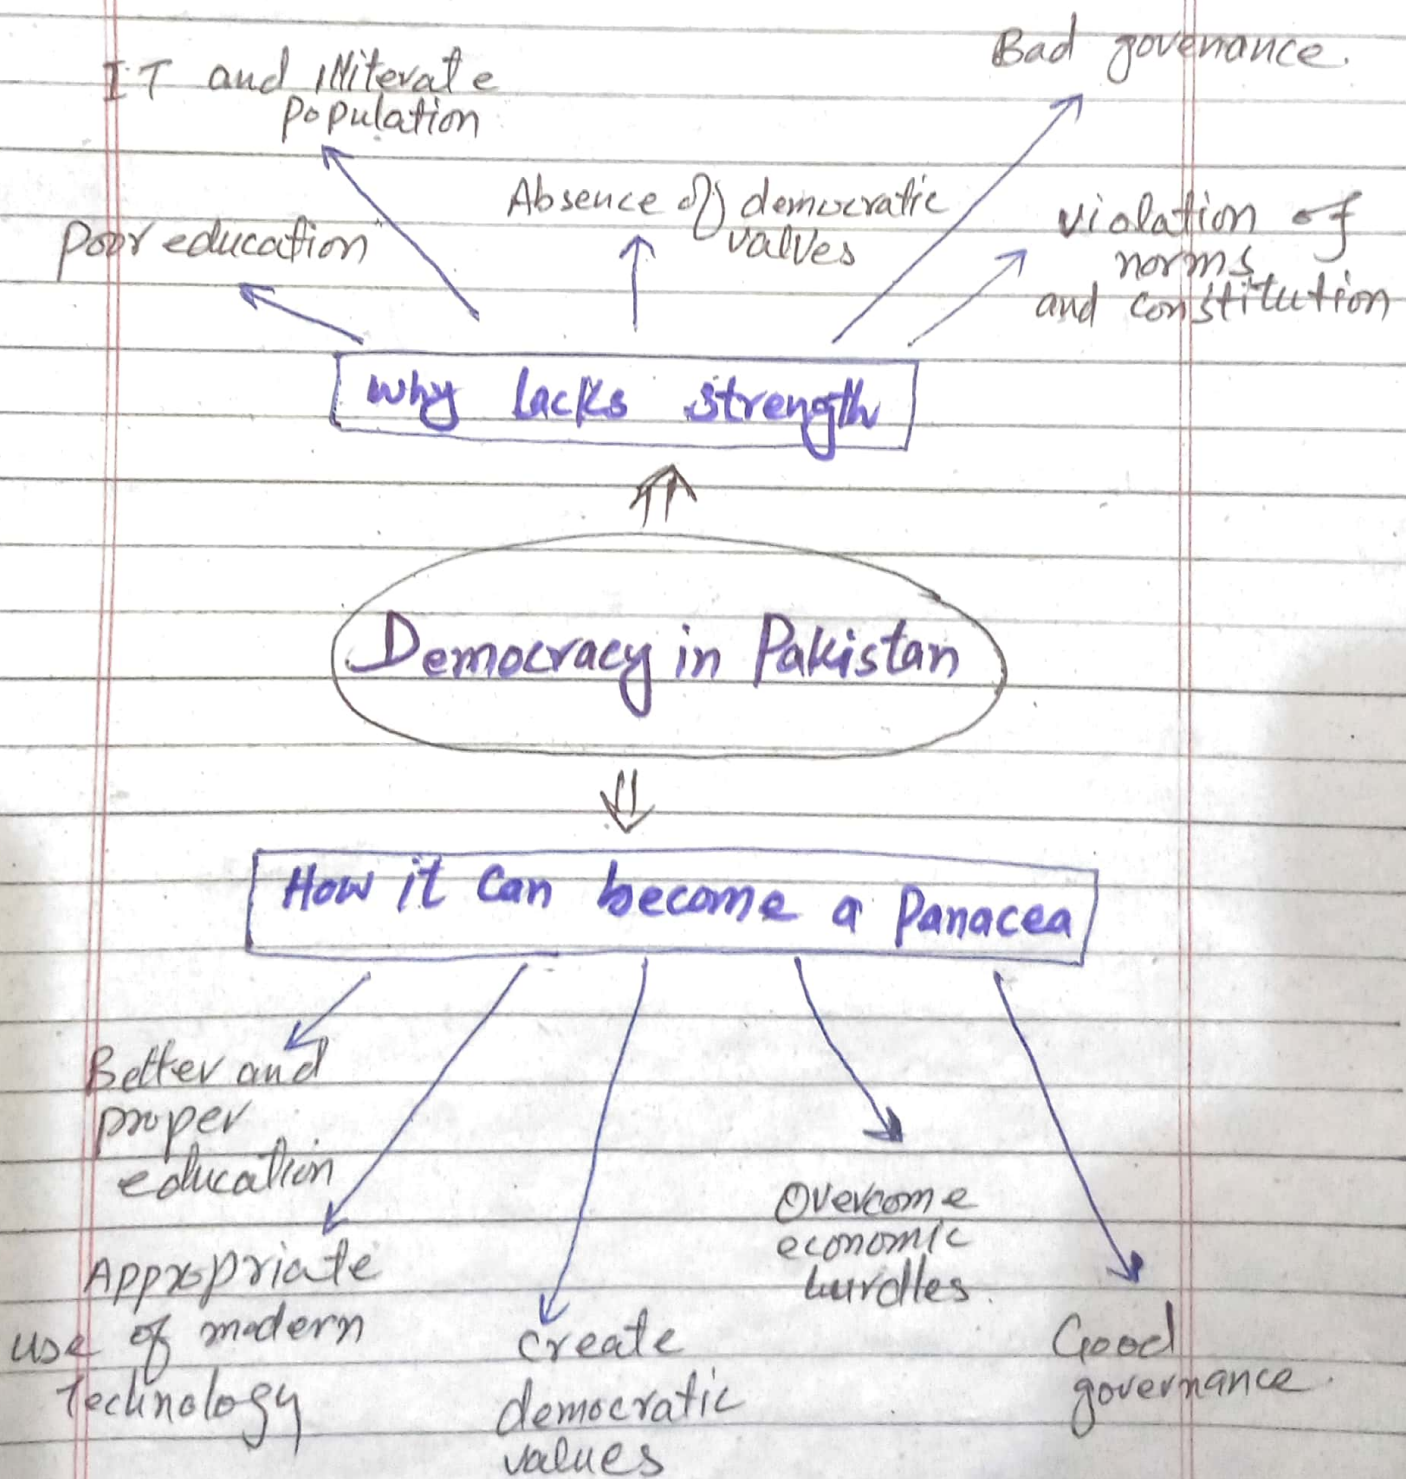 Bad govenance.
IT and illiterate
population
Absence of democratic
valves
violation of
norms
and constitution
poor education
Why lacks strength
Democracy in Pakistan
How it can become a Panacea
Better and
proper
education
Appropriate
use of modern
technology
create
democratic
values
Overcome
economic
hurdles.
Good
governance.